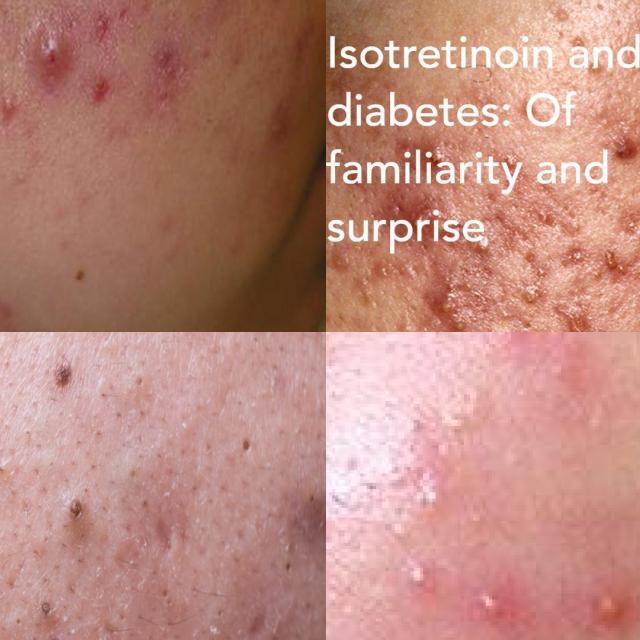 Isotretinoin and
diabetes: Of
familiarity and
surprise